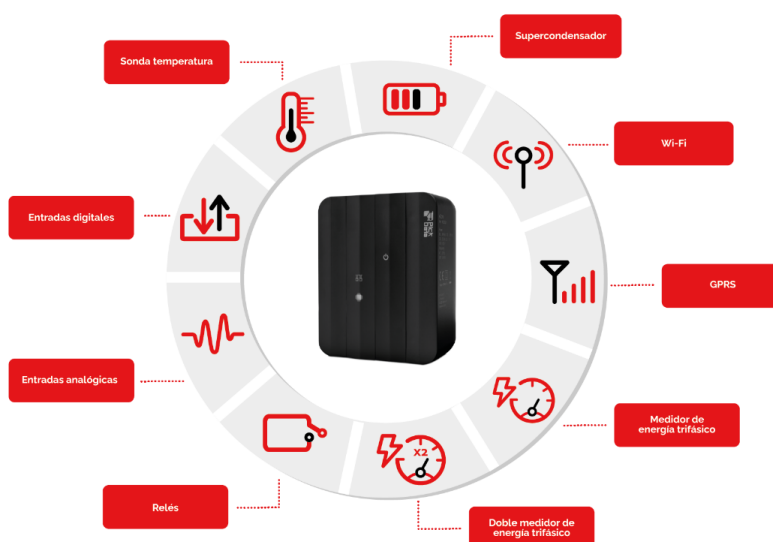 Supercondensador
Sonda temperatura
Wi-Fi
Entradas digitales
GPRS
Entradas analógicas
Medidor de
energía trifásico
X2
Relés
Doble medidor de
energía trifásico